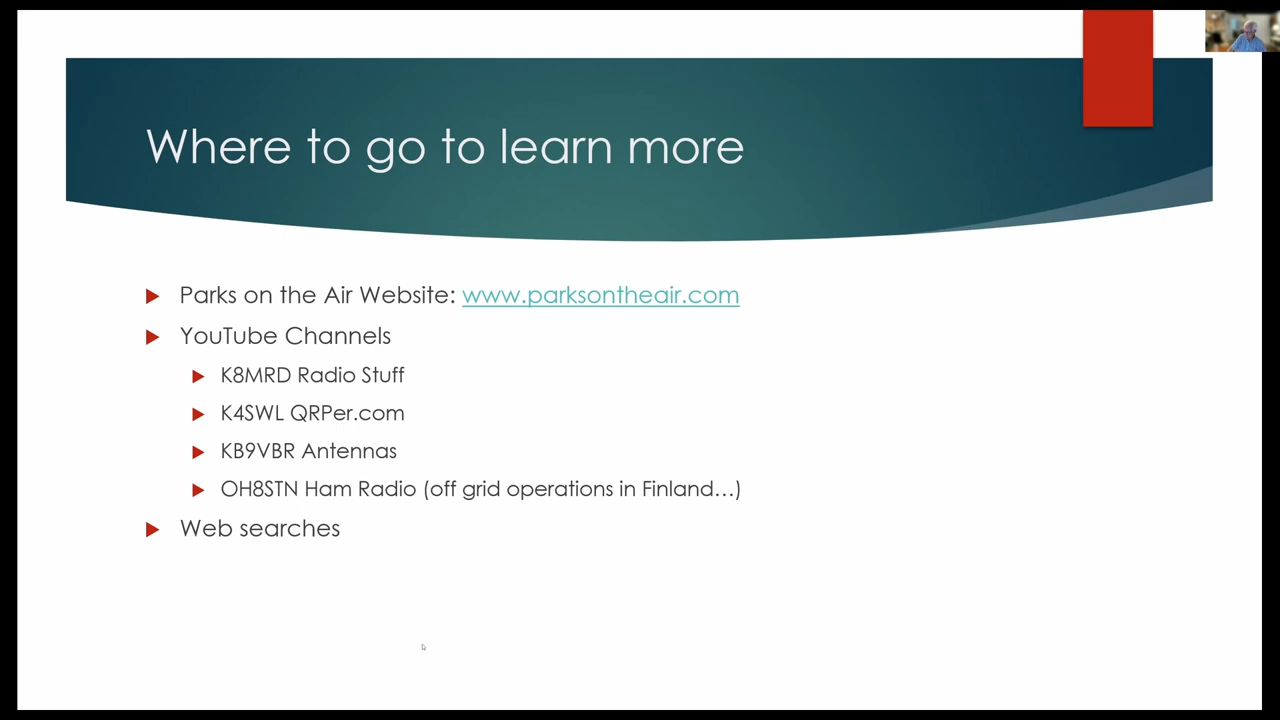 Where to go to learn more
Parks on the Air Website: www.parksontheair.com
YouTube Channels
K8MRD Radio Stuff
K4SWL QRPer.com
KB9VBR Antennas
OH8STN Ham Radio (off grid operations in Finland…)
Web searches